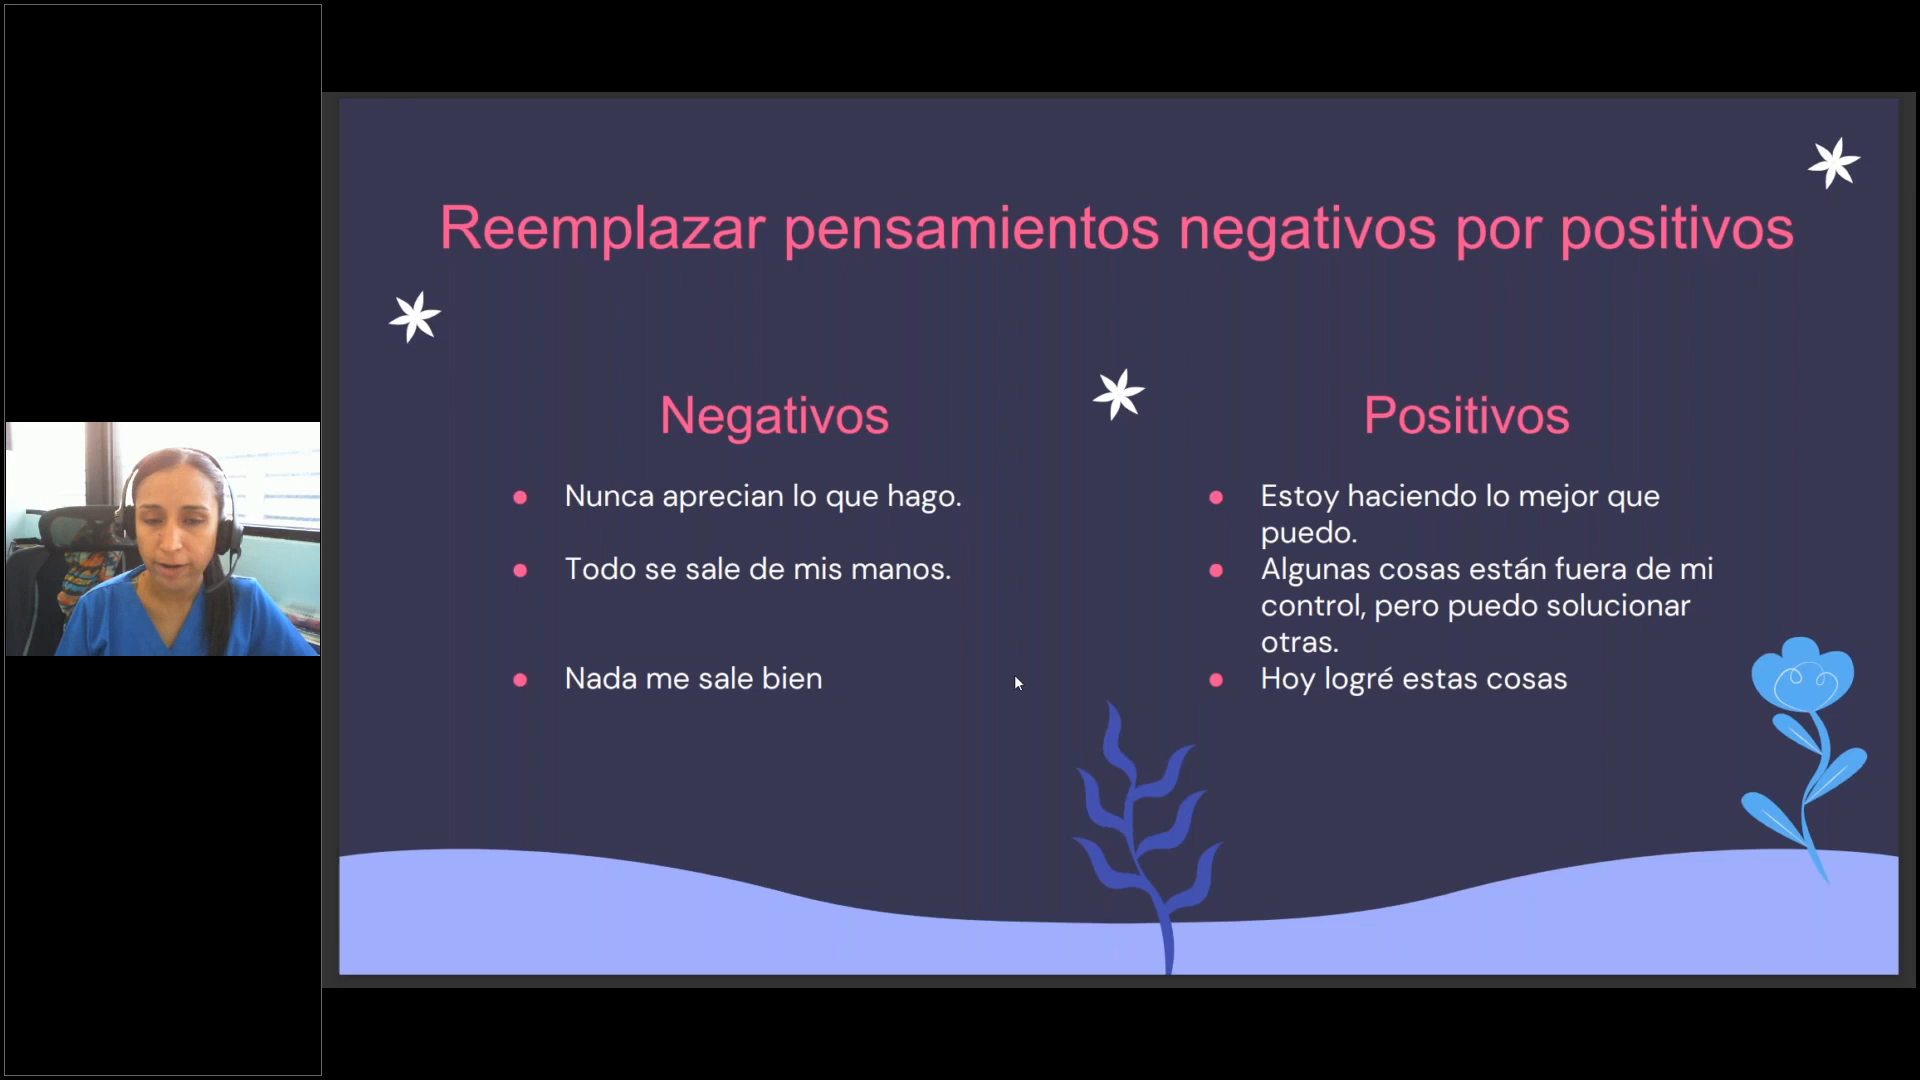 Reemplazar pensamientos negativos por positivos
Negativos
Nunca aprecian lo que hago.
Todo se sale de mis manos.
Nada me sale bien
Positivos
Estoy haciendo lo mejor que
puedo.
Algunas cosas están fuera de mi
control, pero puedo solucionar
otras.
Hoy logré estas cosas